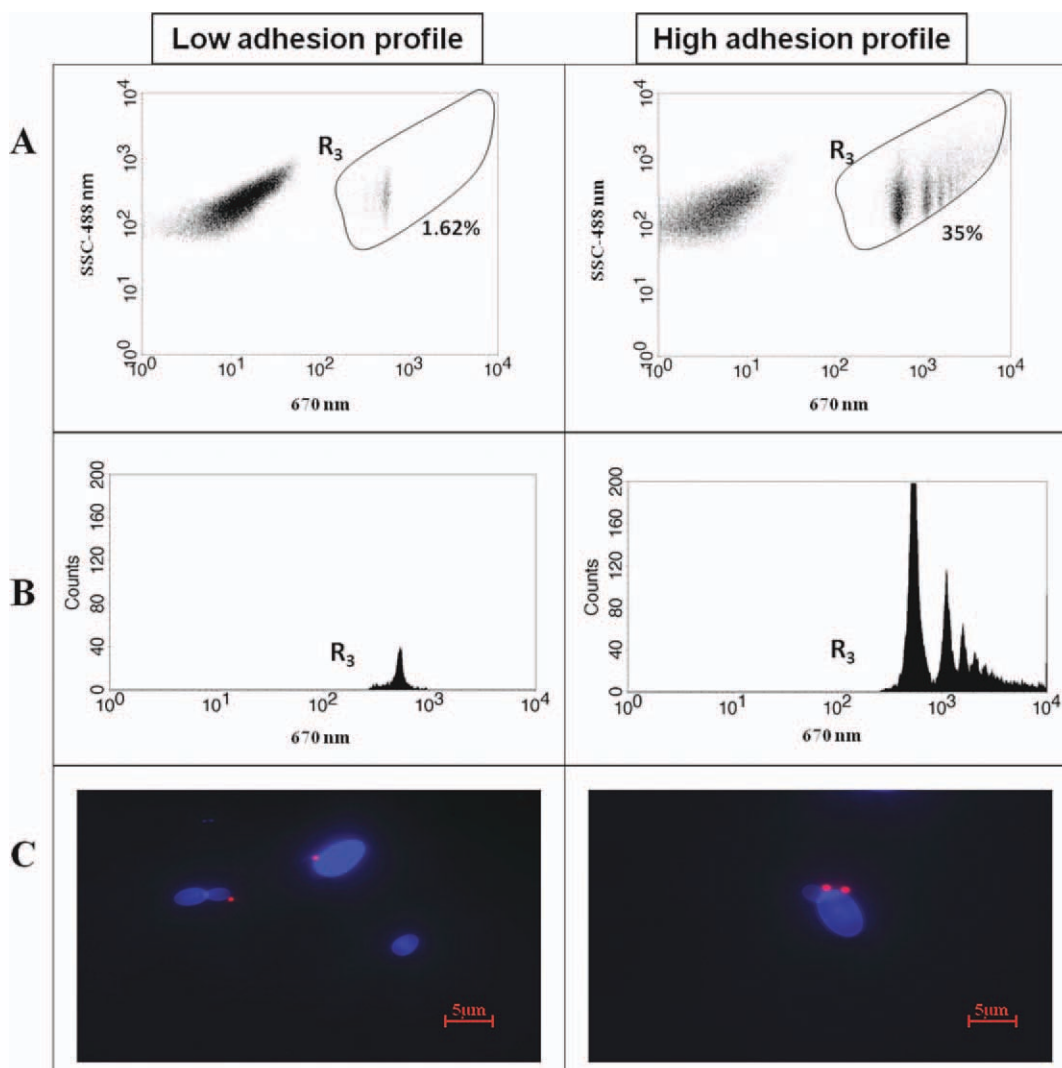 Low adhesion profile
High adhesion profile
A
SSC-488 nm
10^4
10^3
10^2
10^1
10^0
R_3
1.62%
10^0 10^1 10^2 10^3 10^4
670 nm
SSC-488 nm
10^4
10^3
10^2
10^1
10^0
R_3
35%
10^0 10^1 10^2 10^3 10^4
670 nm
B
Counts
200
160
120
80
40
0
R_3
10^0 10^1 10^2 10^3 10^4
670 nm
Counts
200
160
120
80
40
0
R_3
10^0 10^1 10^2 10^3 10^4
670 nm
C
5µm
5µm